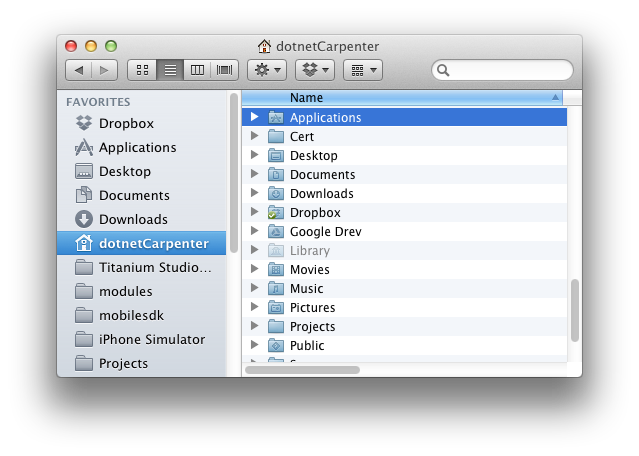 dotnetCarpenter
FAVORITES
Dropbox
Applications
Desktop
Documents
Downloads
dotnetCarpenter
Titanium Studio...
modules
mobilesdk
iPhone Simulator
Projects
Name
Applications
Cert
Desktop
Documents
Downloads
Dropbox
Google Drev
Library
Movies
Music
Pictures
Projects
Public